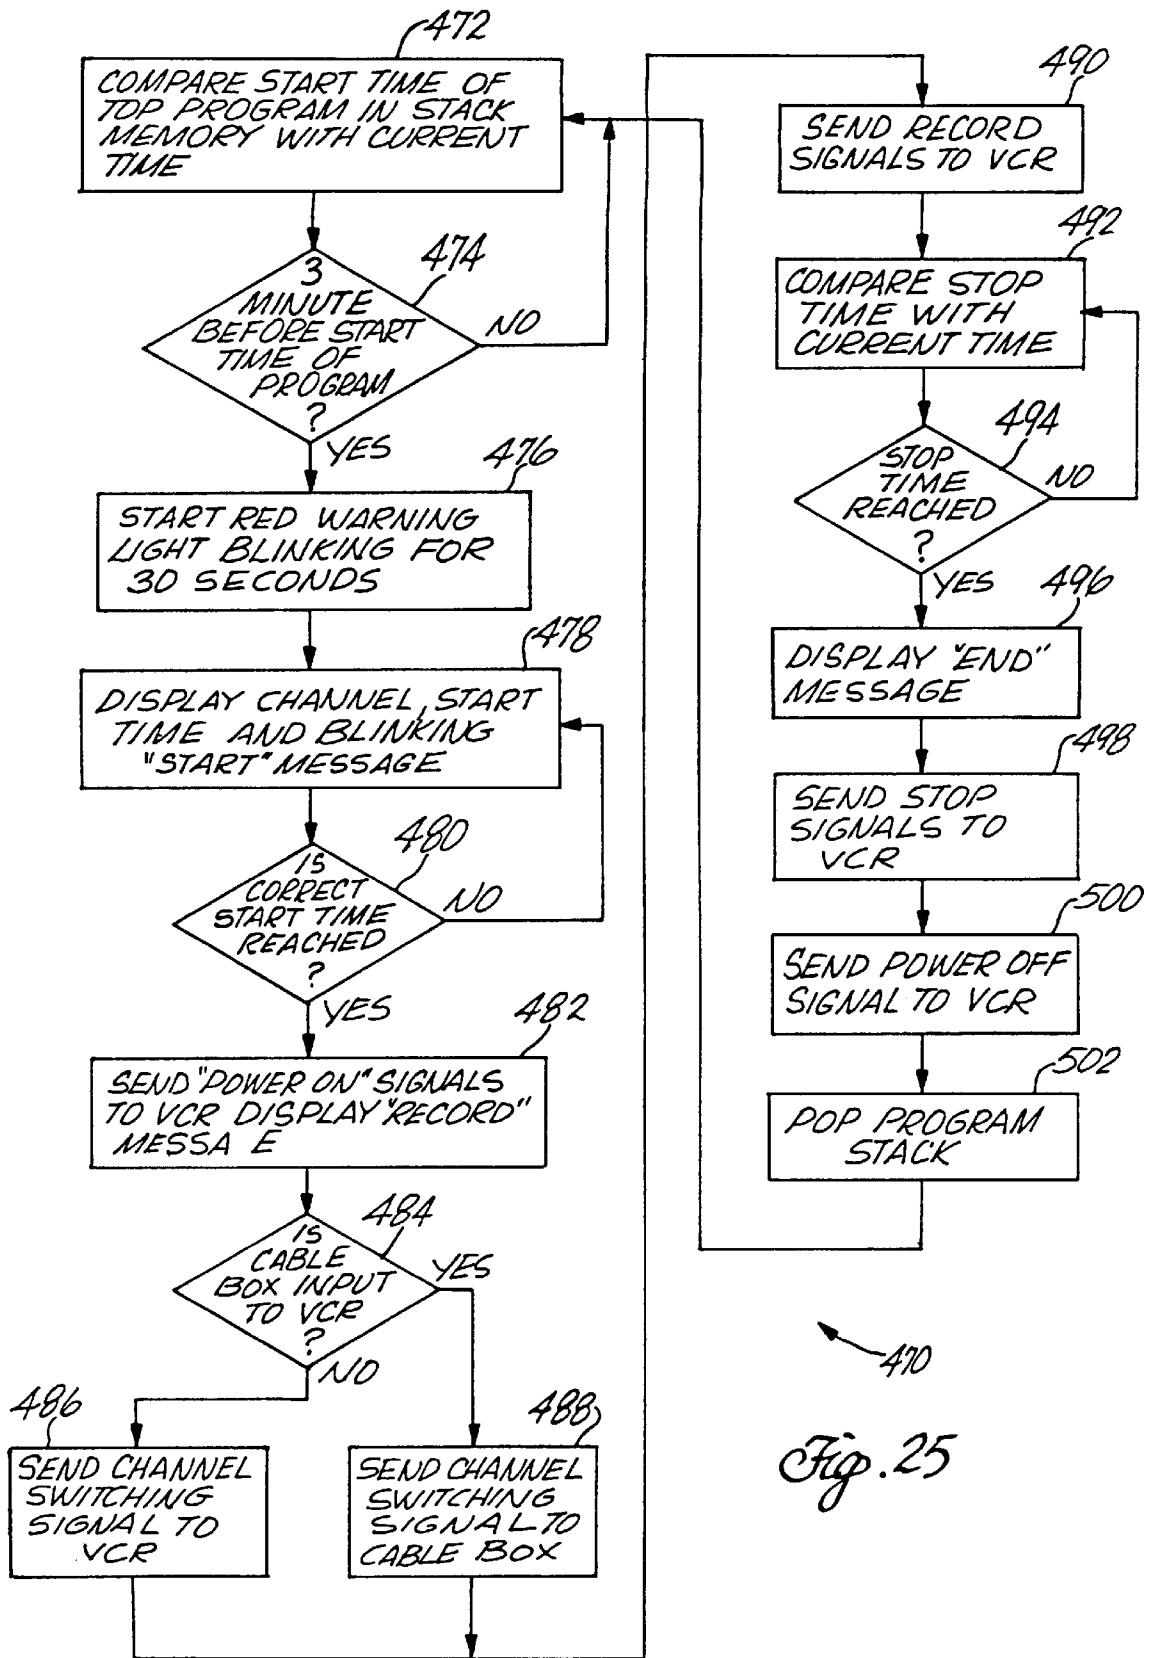 472
COMPARE START TIME OF
TOP PROGRAM IN STACK
MEMORY WITH CURRENT
TIME
474
3
MINUTE
BEFORE START
TIME OF
PROGRAM
?
NO
YES
476
START RED WARNING
LIGHT BLINKING FOR
30 SECONDS
478
DISPLAY CHANNEL, START
TIME AND BLINKING
"START" MESSAGE
480
IS
CORRECT
START TIME
REACHED
?
NO
YES
482
SEND "POWER ON" SIGNALS
TO VCR DISPLAY "RECORD"
MESSA E
484
IS
CABLE
BOX INPUT
TO VCR
?
YES
NO
486
SEND CHANNEL
SWITCHING
SIGNAL TO
VCR
488
SEND CHANNEL
SWITCHING
SIGNAL TO
CABLE BOX
490
SEND RECORD
SIGNALS TO VCR
492
COMPARE STOP
TIME WITH
CURRENT TIME
494
STOP
TIME
REACHED
?
NO
YES
496
DISPLAY "END"
MESSAGE
498
SEND STOP
SIGNALS TO
VCR
500
SEND POWER OFF
SIGNAL TO VCR
502
POP PROGRAM
STACK
470
Fig. 25